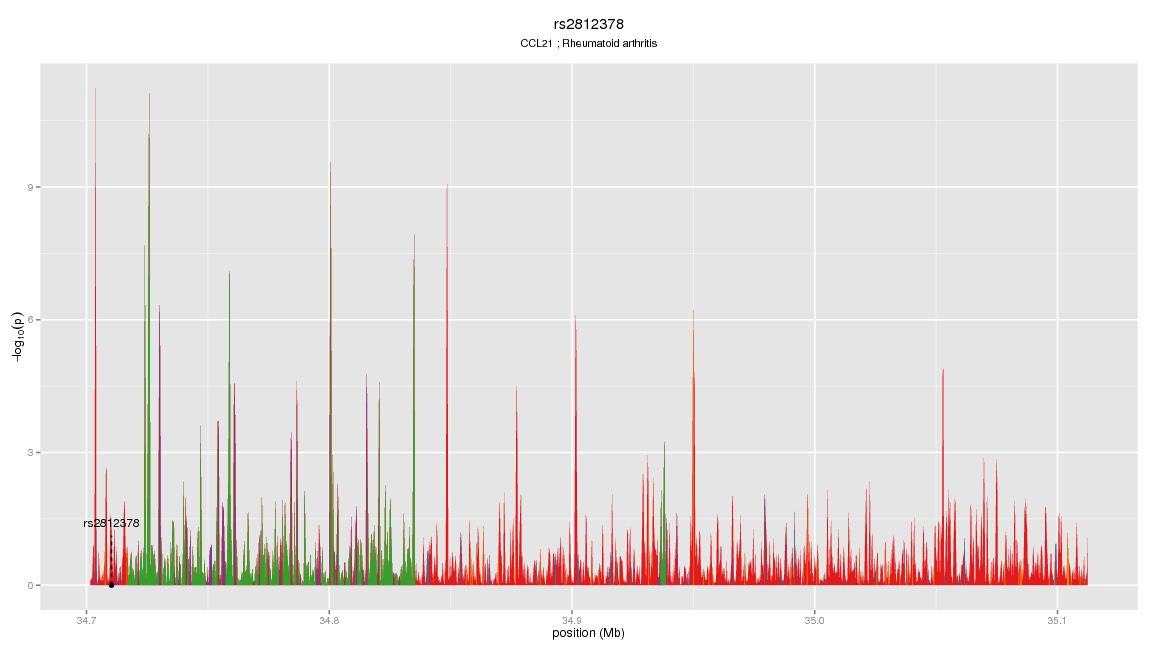 rs2812378
CCL21 ; Rheumatoid arthritis
−log10(p)
9
6
3
0
rs2812378
34.7
34.8
34.9
35.0
35.1
position (Mb)